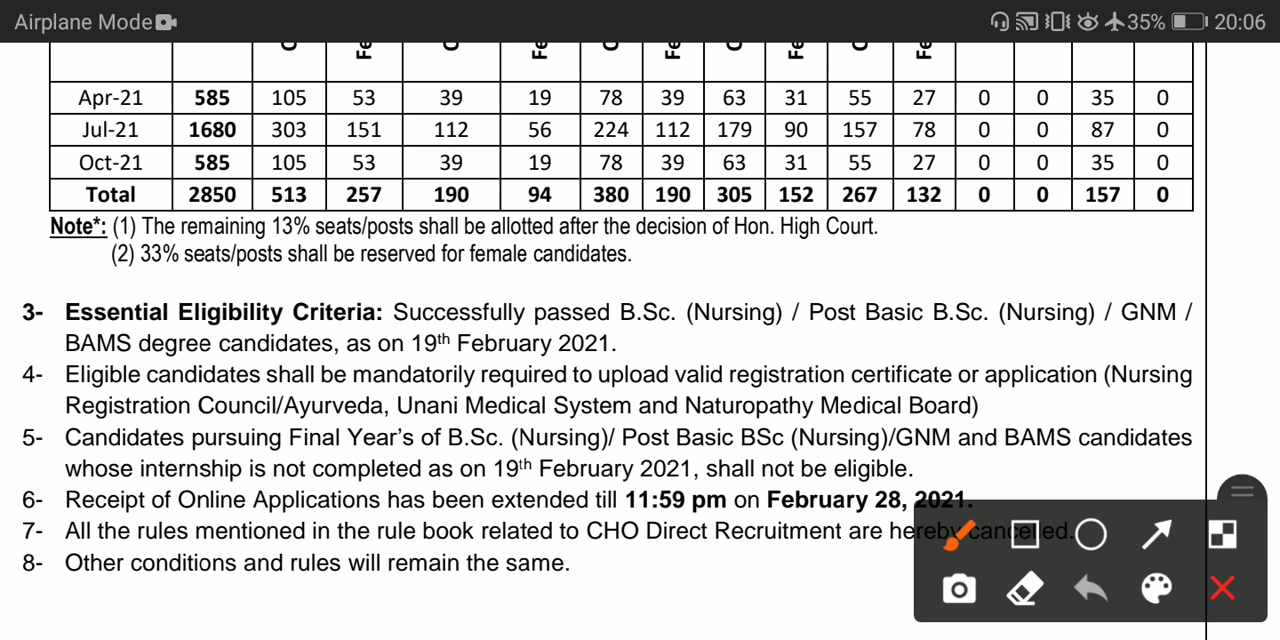 Airplane Mode 35% 20:06
Apr-21 585 105 53 39 19 78 39 63 31 55 27 0 0 35 0
Jul-21 1680 303 151 112 56 224 112 179 90 157 78 0 0 87 0
Oct-21 585 105 53 39 19 78 39 63 31 55 27 0 0 35 0
Total 2850 513 257 190 94 380 190 305 152 267 132 0 0 157 0
Note*: (1) The remaining 13% seats/posts shall be allotted after the decision of Hon. High Court.
(2) 33% seats/posts shall be reserved for female candidates.
3- Essential Eligibility Criteria: Successfully passed B.Sc. (Nursing) / Post Basic B.Sc. (Nursing) / GNM /
BAMS degree candidates, as on 19th February 2021.
4- Eligible candidates shall be mandatorily required to upload valid registration certificate or application (Nursing
Registration Council/Ayurveda, Unani Medical System and Naturopathy Medical Board)
5- Candidates pursuing Final Year's of B.Sc. (Nursing)/ Post Basic BSc (Nursing)/GNM and BAMS candidates
whose internship is not completed as on 19th February 2021, shall not be eligible.
6- Receipt of Online Applications has been extended till 11:59 pm on February 28, 2021.
7- All the rules mentioned in the rule book related to CHO Direct Recruitment are hereby cancelled.
8- Other conditions and rules will remain the same.